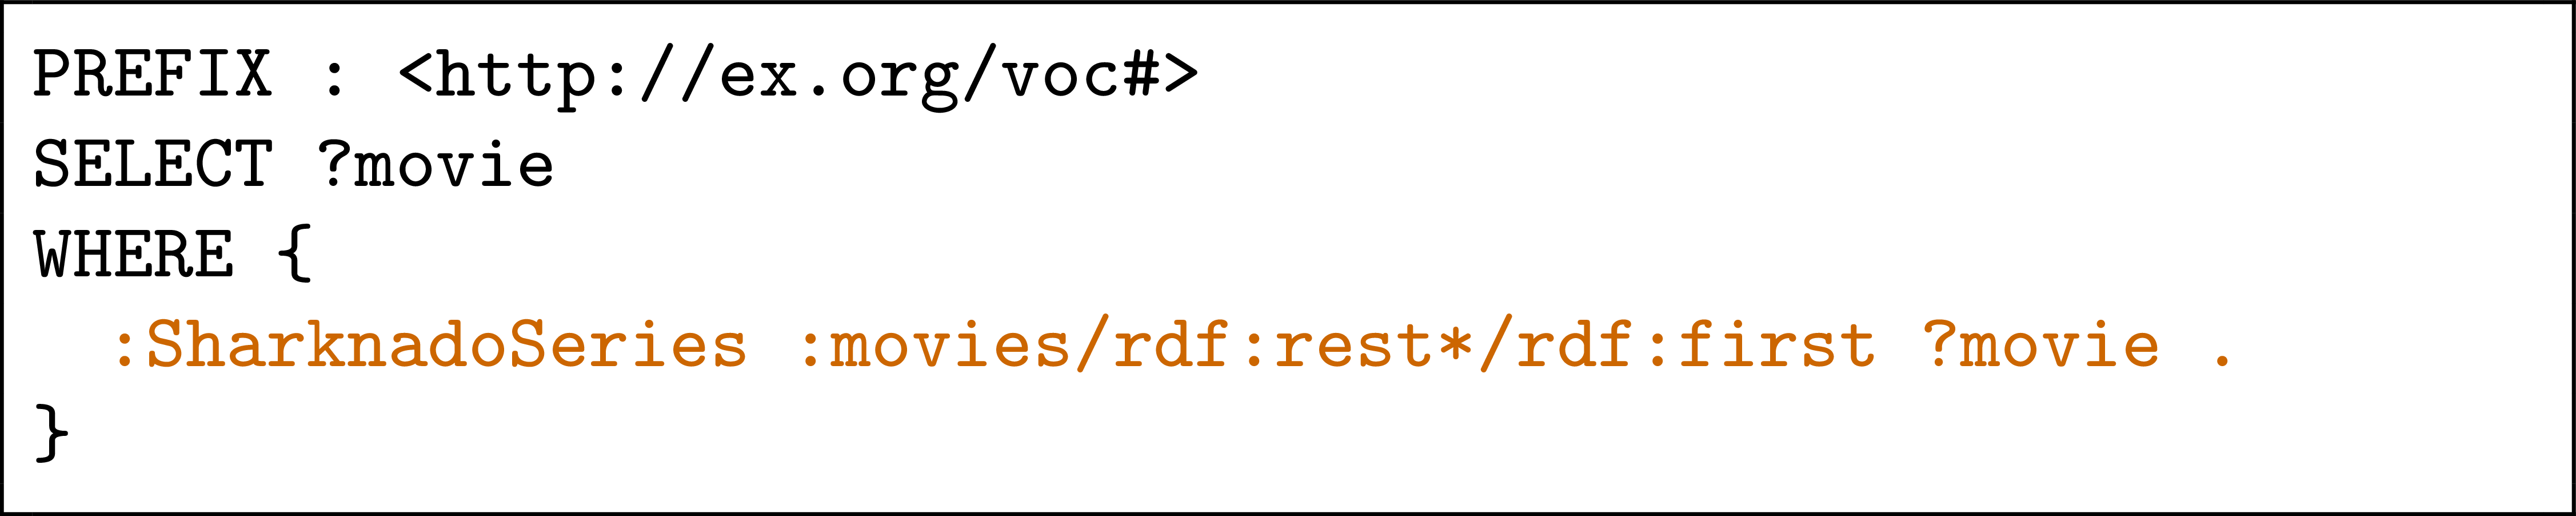 PREFIX : <http://ex.org/voc#>
SELECT ?movie
WHERE {
  :SharknadoSeries :movies/rdf:rest*/rdf:first ?movie .
}